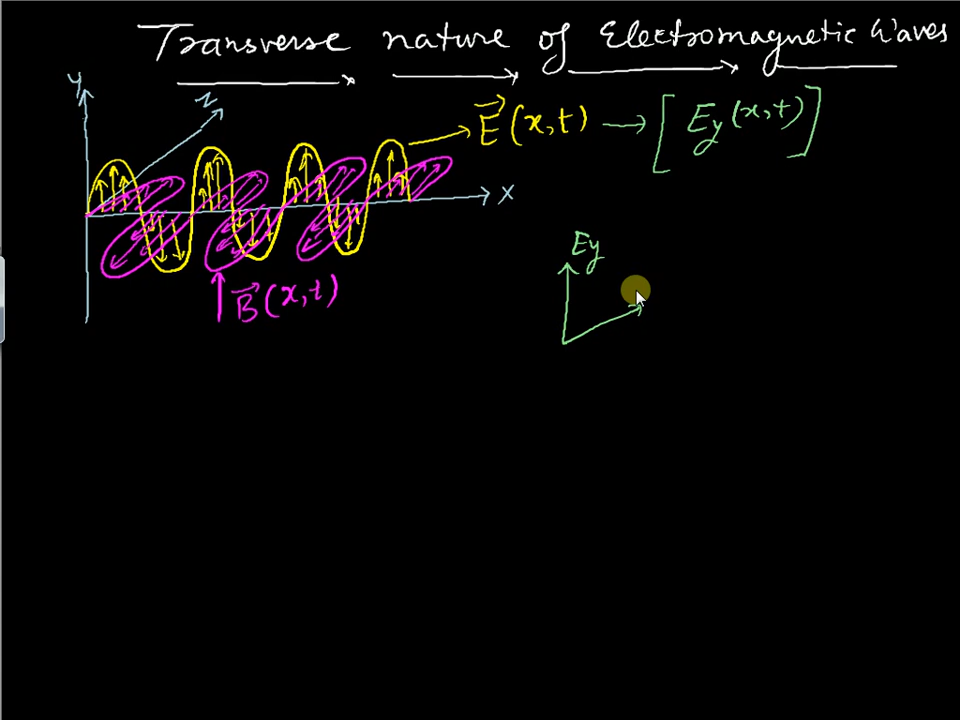 Transverse nature of Electromagnetic Waves
y
z
E⃗(x,t) → [Ey(x,t)]
x
Ey
B⃗(x,t)